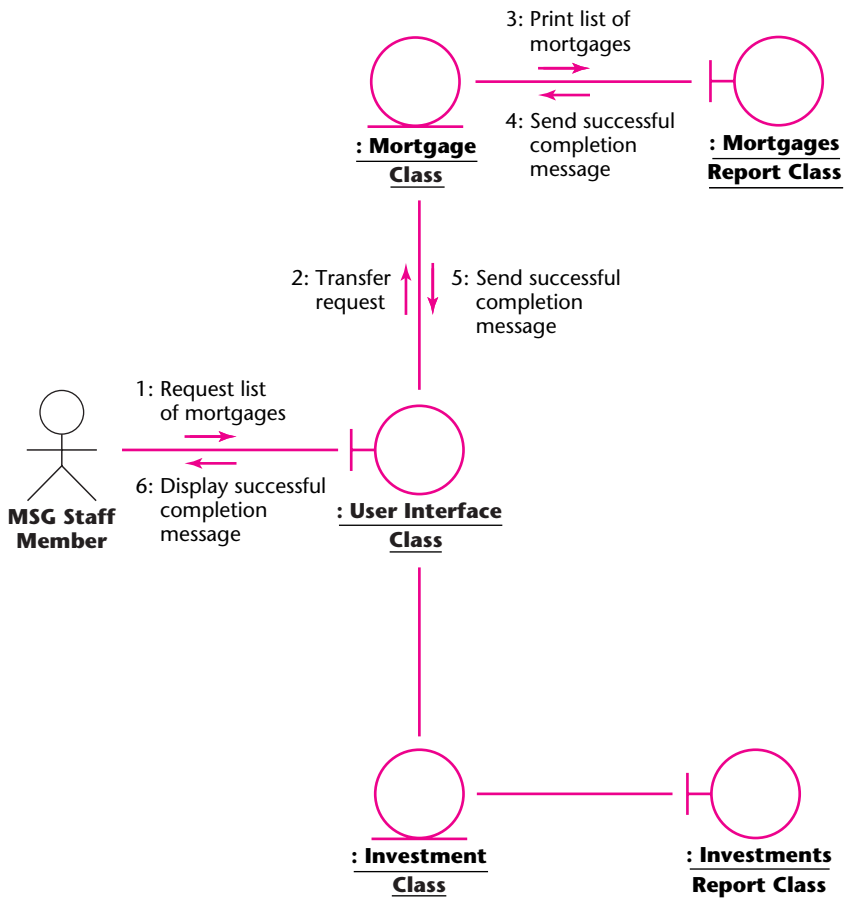 3: Print list of
mortgages
4: Send successful
completion
message
: Mortgage
Class
: Mortgages
Report Class
2: Transfer
request
5: Send successful
completion
message
1: Request list
of mortgages
6: Display successful
completion
message
MSG Staff
Member
: User Interface
Class
: Investment
Class
: Investments
Report Class